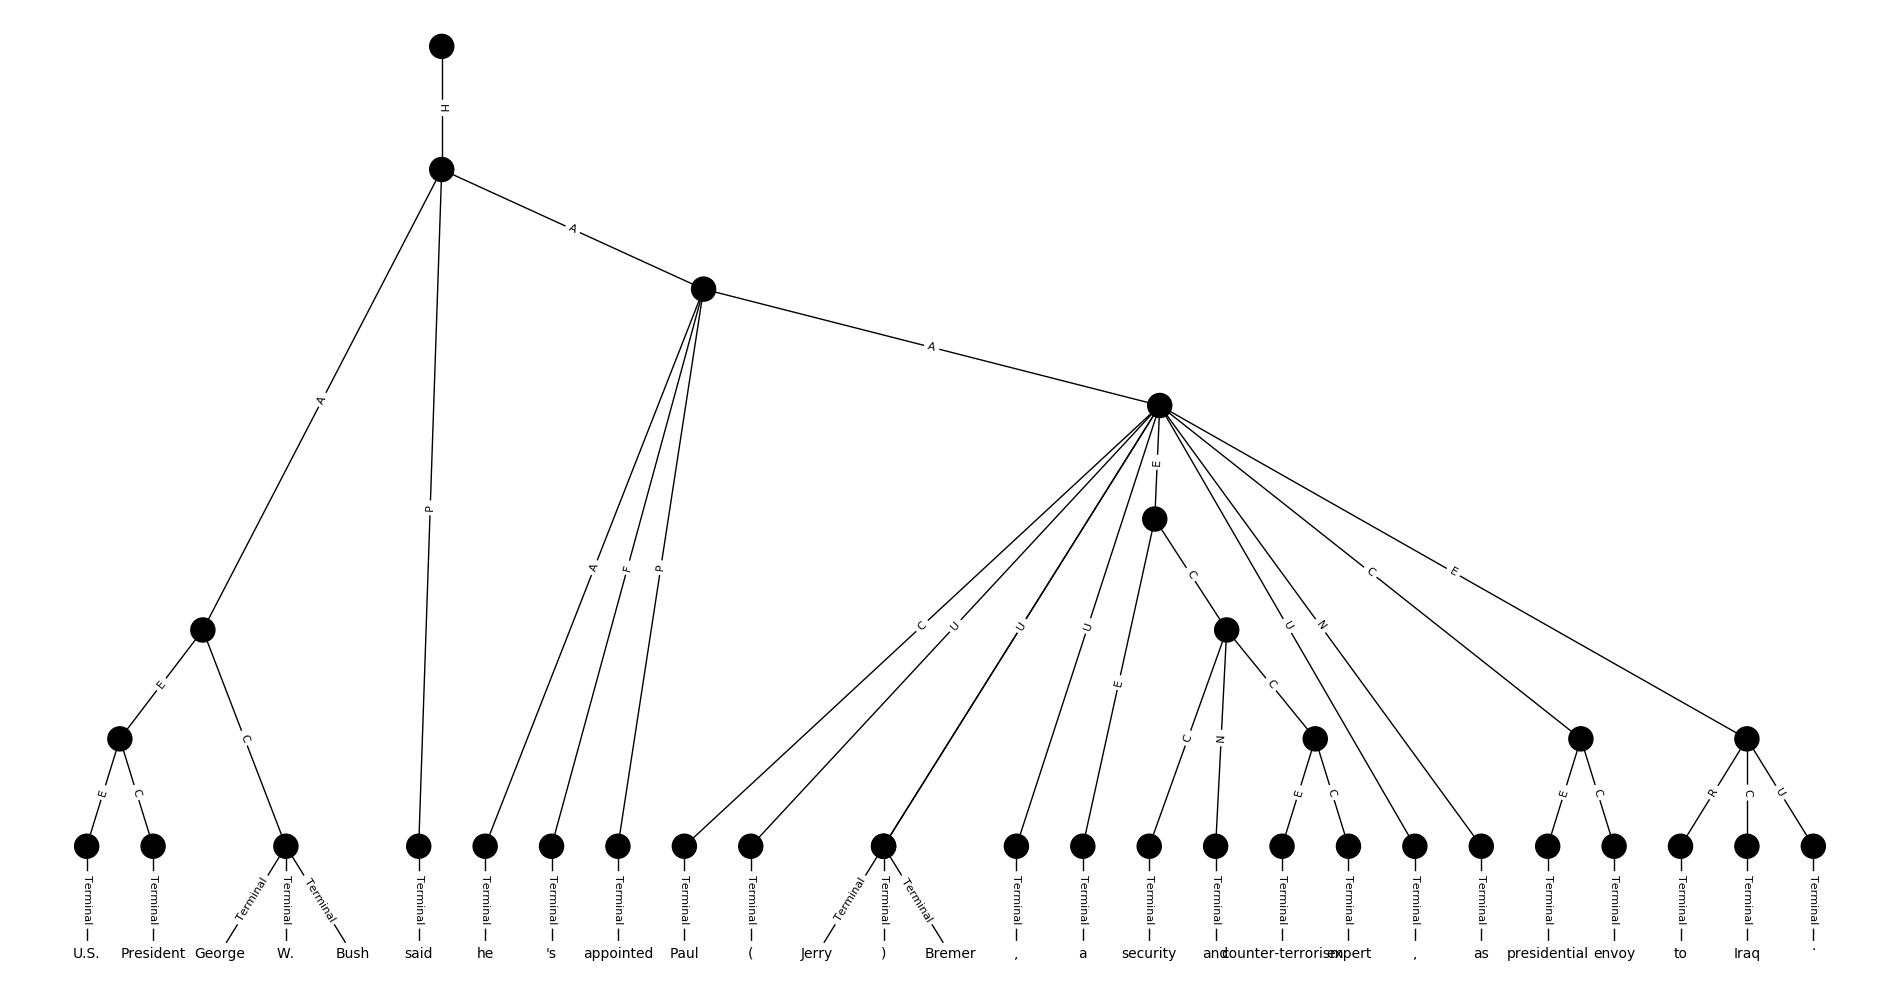 H
A
A
A
A
P
A
F
P
E
C
C
U
U
U
E
C
U
N
C
E
E
C
E
C
N
C
E
C
E
C
E
C
R
C
U
Terminal Terminal Terminal Terminal Terminal Terminal Terminal Terminal Terminal Terminal Terminal Terminal Terminal Terminal Terminal Terminal Terminal Terminal Terminal Terminal Terminal Terminal Terminal Terminal Terminal Terminal Terminal
U.S. President George W. Bush said he 's appointed Paul ( Jerry ) Bremer , a security and counter-terrorism expert , as presidential envoy to Iraq .